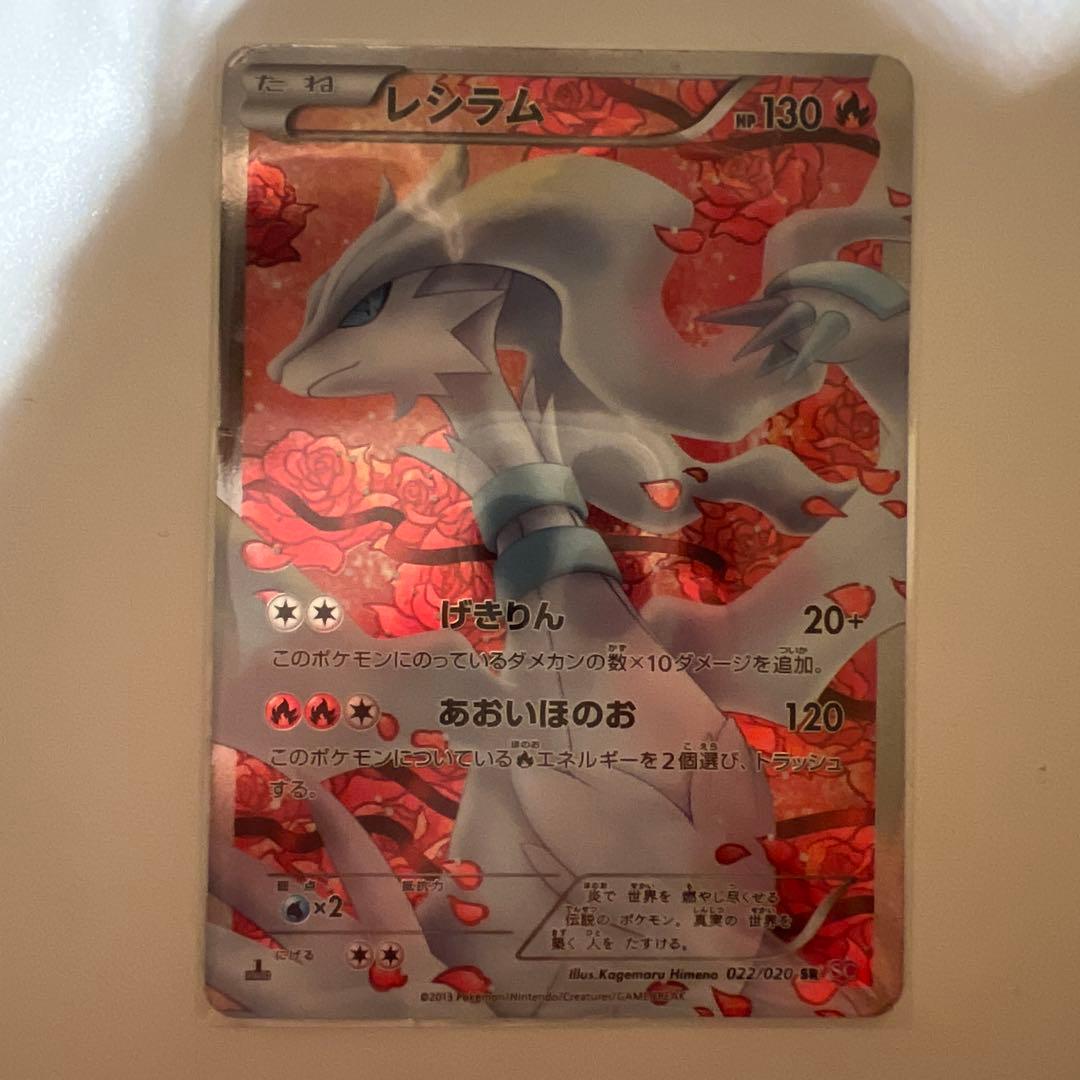 たね レシラム HP 130
げきりん 20+
このポケモンにのっているダメカンの数×10ダメージを追加。
あおいほのお 120
このポケモンについているエネルギーを2個選び、トラッシュ
する。
弱点 抵抗力
×2
にげる
炎で 世界を 燃やし尽くせる
伝説の ポケモン。真実の 世界を
築く 人を たすける。
Illus. Kagemaru Himeno 022/020 SR SC
©2013 Pokémon/Nintendo/Creatures/GAME FREAK